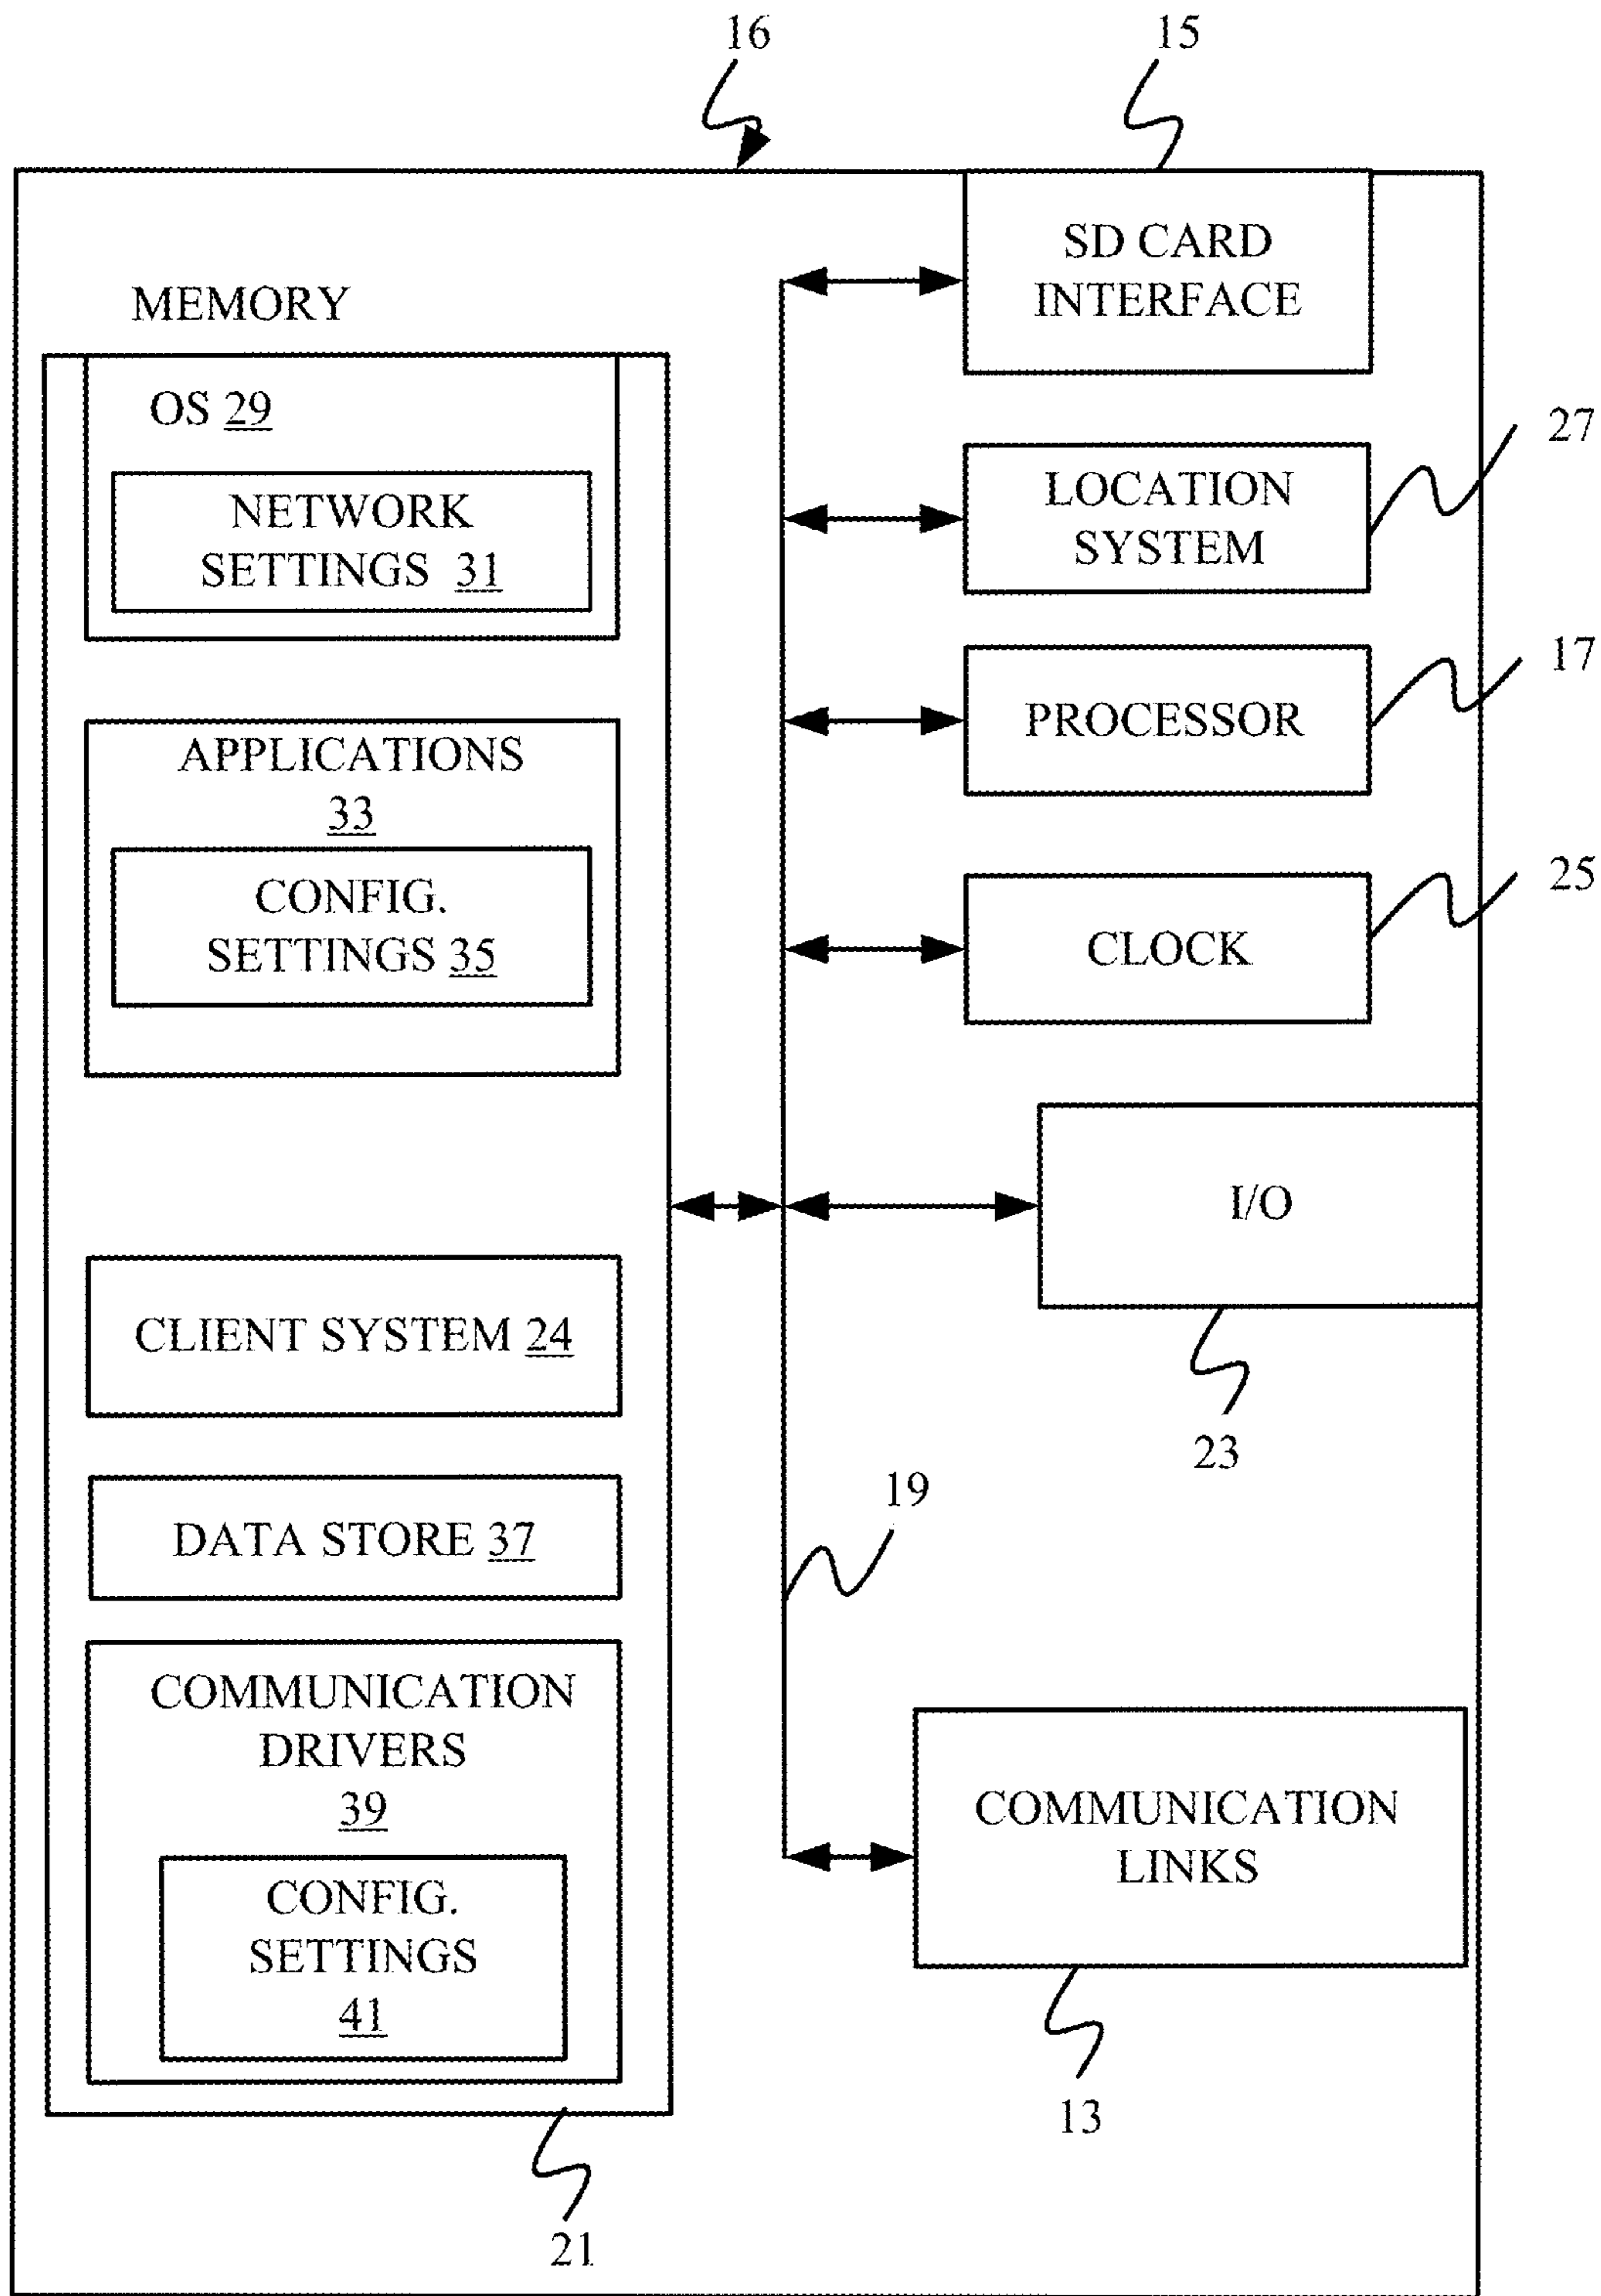 16
15
SD CARD
INTERFACE
MEMORY
OS 29
NETWORK
SETTINGS 31
27
LOCATION
SYSTEM
17
PROCESSOR
APPLICATIONS
33
CONFIG.
SETTINGS 35
25
CLOCK
I/O
23
CLIENT SYSTEM 24
19
DATA STORE 37
COMMUNICATION
DRIVERS
39
CONFIG.
SETTINGS
41
COMMUNICATION
LINKS
13
21